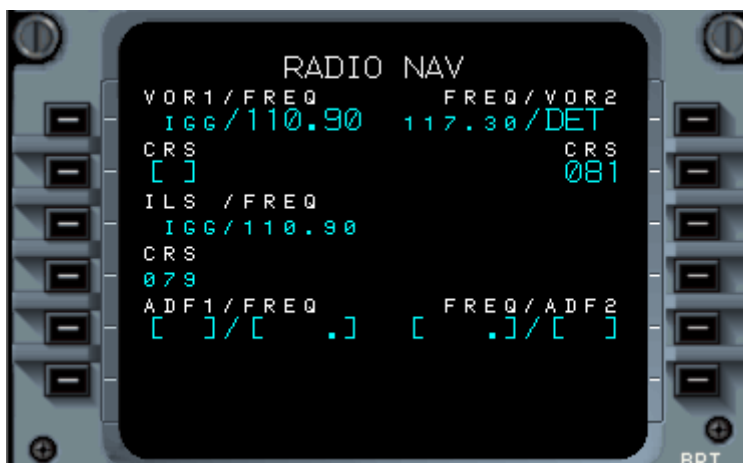 RADIO NAV
VOR1/FREQ FREQ/VOR2
IGG/110.90 117.30/DET
CRS CRS
[ ] 081
ILS /FREQ
IGG/110.90
CRS
079
ADF1/FREQ FREQ/ADF2
[ ]/[ .] [ .]/[ ]
BRT